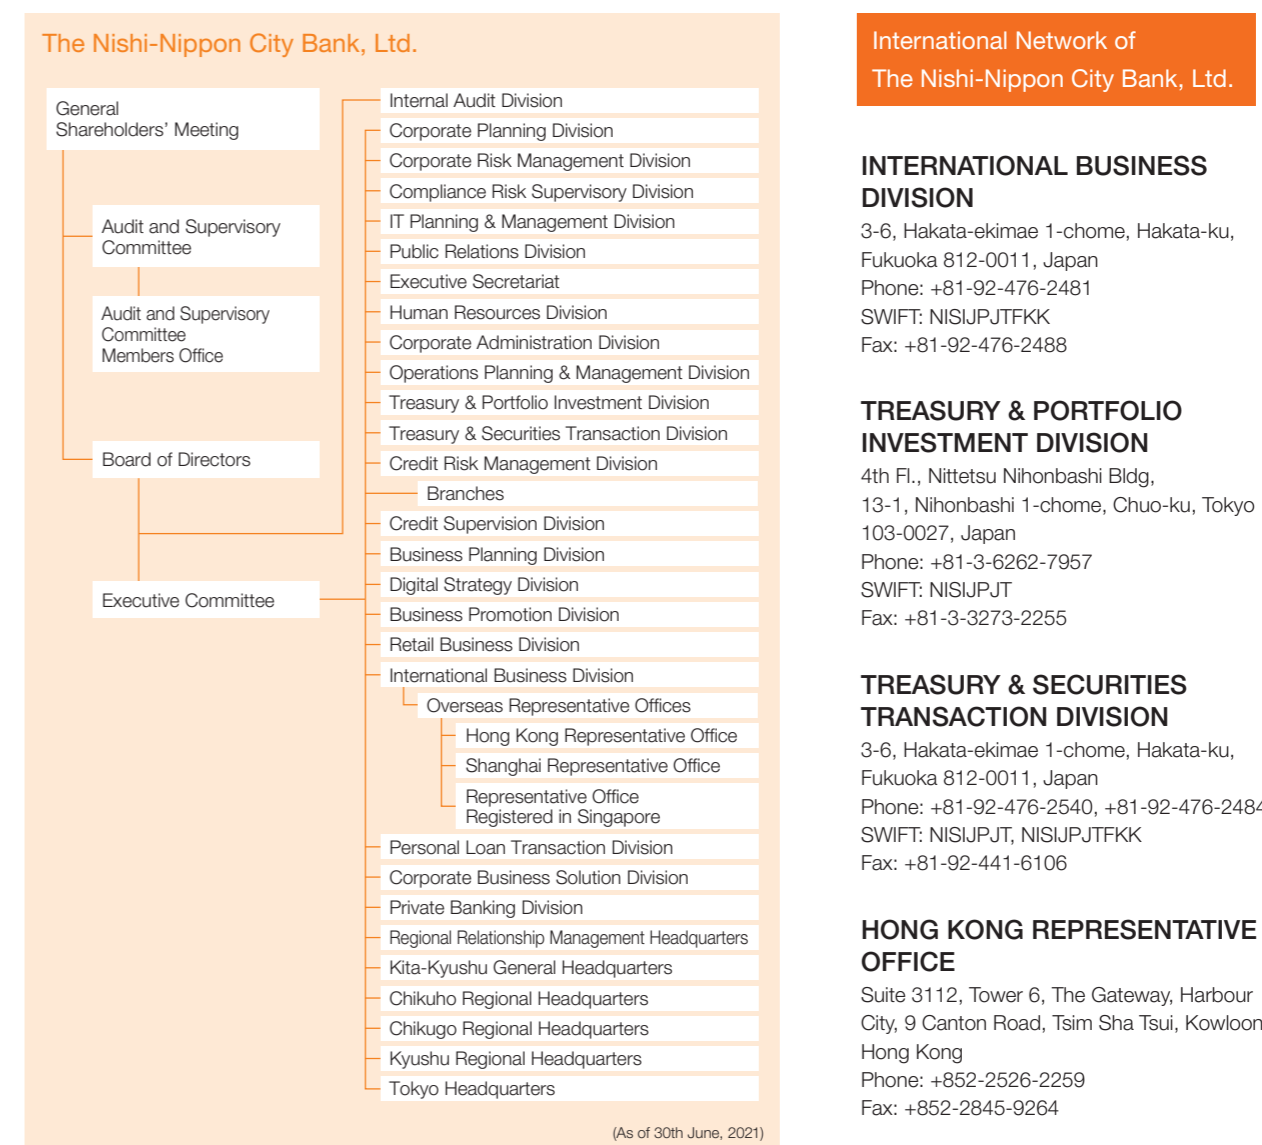 The Nishi-Nippon City Bank, Ltd.
General
Shareholders' Meeting
Audit and Supervisory
Committee
Audit and Supervisory
Committee
Members Office
Board of Directors
Executive Committee
Internal Audit Division
Corporate Planning Division
Corporate Risk Management Division
Compliance Risk Supervisory Division
IT Planning & Management Division
Public Relations Division
Executive Secretariat
Human Resources Division
Corporate Administration Division
Operations Planning & Management Division
Treasury & Portfolio Investment Division
Treasury & Securities Transaction Division
Credit Risk Management Division
Branches
Credit Supervision Division
Business Planning Division
Digital Strategy Division
Business Promotion Division
Retail Business Division
International Business Division
Overseas Representative Offices
Hong Kong Representative Office
Shanghai Representative Office
Representative Office
Registered in Singapore
Personal Loan Transaction Division
Corporate Business Solution Division
Private Banking Division
Regional Relationship Management Headquarters
Kita-Kyushu General Headquarters
Chikuho Regional Headquarters
Chikugo Regional Headquarters
Kyushu Regional Headquarters
Tokyo Headquarters
(As of 30th June, 2021)
International Network of
The Nishi-Nippon City Bank, Ltd.
INTERNATIONAL BUSINESS
DIVISION
3-6, Hakata-ekimae 1-chome, Hakata-ku,
Fukuoka 812-0011, Japan
Phone: +81-92-476-2481
SWIFT: NISIJPJTFKK
Fax: +81-92-476-2488
TREASURY & PORTFOLIO
INVESTMENT DIVISION
4th Fl., Nittetsu Nihonbashi Bldg,
13-1, Nihonbashi 1-chome, Chuo-ku, Tokyo
103-0027, Japan
Phone: +81-3-6262-7957
SWIFT: NISIJPJT
Fax: +81-3-3273-2255
TREASURY & SECURITIES
TRANSACTION DIVISION
3-6, Hakata-ekimae 1-chome, Hakata-ku,
Fukuoka 812-0011, Japan
Phone: +81-92-476-2540, +81-92-476-2484
SWIFT: NISIJPJT, NISIJPJTFKK
Fax: +81-92-441-6106
HONG KONG REPRESENTATIVE
OFFICE
Suite 3112, Tower 6, The Gateway, Harbour
City, 9 Canton Road, Tsim Sha Tsui, Kowloon
Hong Kong
Phone: +852-2526-2259
Fax: +852-2845-9264